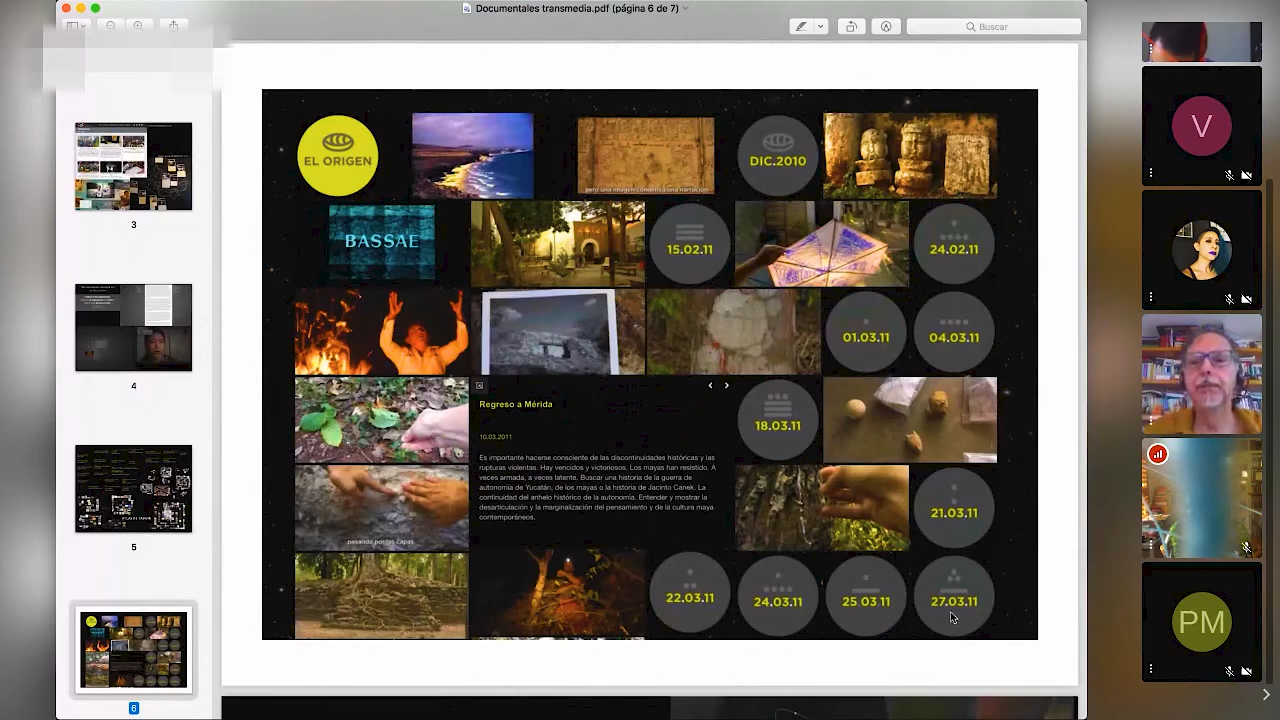 Documentales transmedia.pdf (página 6 de 7)
Buscar
3
4
5
6
EL ORIGEN
pero una imagen condensa una narración
DIC.2010
BASSAE
15.02.11
24.02.11
01.03.11
04.03.11
Regreso a Mérida
10.03.2011
Es importante hacerse consciente de las discontinuidades históricas y las
rupturas violentas. Hay vencidos y victoriosos. Los mayas han resistido. A
veces armada, a veces latente. Buscar una historia de la guerra de
autonomía de Yucatán, de los mayas o la historia de Jacinto Canek. La
continuidad del anhelo histórico de la autonomía. Entender y mostrar la
desarticulación y la marginalización del pensamiento y de la cultura maya
contemporáneos.
18.03.11
pasando por las capas
21.03.11
22.03.11
24.03.11
25.03.11
27.03.11
V
PM